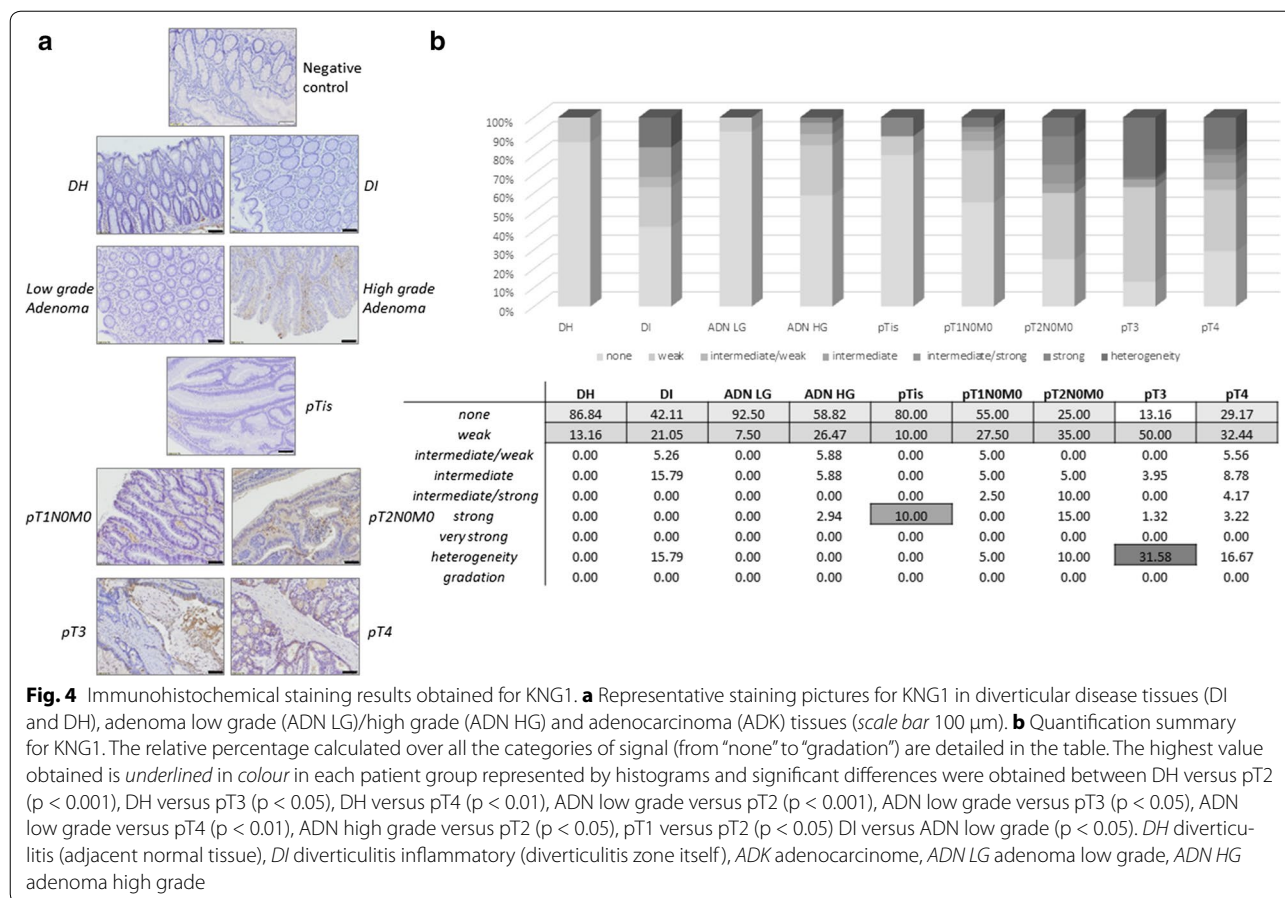 a
Negative
control
DH
DI
Low grade
Adenoma
High grade
Adenoma
pTis
pT1N0M0
pT2N0M0
pT3
pT4
b
100%
90%
80%
70%
60%
50%
40%
30%
20%
10%
0%
DH DI ADN LG ADN HG pTis pT1N0M0 pT2N0M0 pT3 pT4
none weak intermediate/weak intermediate intermediate/strong strong heterogeneity
DH DI ADN LG ADN HG pTis pT1N0M0 pT2N0M0 pT3 pT4
none 86.84 42.11 92.50 58.82 80.00 55.00 25.00 13.16 29.17
weak 13.16 21.05 7.50 26.47 10.00 27.50 35.00 50.00 32.44
intermediate/weak 0.00 5.26 0.00 5.88 0.00 5.00 0.00 0.00 5.56
intermediate 0.00 15.79 0.00 5.88 0.00 5.00 5.00 3.95 8.78
intermediate/strong 0.00 0.00 0.00 0.00 0.00 2.50 10.00 0.00 4.17
strong 0.00 0.00 0.00 2.94 10.00 0.00 15.00 1.32 3.22
very strong 0.00 0.00 0.00 0.00 0.00 0.00 0.00 0.00 0.00
heterogeneity 0.00 15.79 0.00 0.00 0.00 5.00 10.00 31.58 16.67
gradation 0.00 0.00 0.00 0.00 0.00 0.00 0.00 0.00 0.00
Fig. 4 Immunohistochemical staining results obtained for KNG1. a Representative staining pictures for KNG1 in diverticular disease tissues (DI
and DH), adenoma low grade (ADN LG)/high grade (ADN HG) and adenocarcinoma (ADK) tissues (scale bar 100 μm). b Quantification summary
for KNG1. The relative percentage calculated over all the categories of signal (from “none” to “gradation”) are detailed in the table. The highest value
obtained is underlined in colour in each patient group represented by histograms and significant differences were obtained between DH versus pT2
(p < 0.001), DH versus pT3 (p < 0.05), DH versus pT4 (p < 0.01), ADN low grade versus pT2 (p < 0.001), ADN low grade versus pT3 (p < 0.05), ADN
low grade versus pT4 (p < 0.01), ADN high grade versus pT2 (p < 0.05), pT1 versus pT2 (p < 0.05) DI versus ADN low grade (p < 0.05). DH diverticu-
litis (adjacent normal tissue), DI diverticulitis inflammatory (diverticulitis zone itself), ADK adenocarcinome, ADN LG adenoma low grade, ADN HG
adenoma high grade